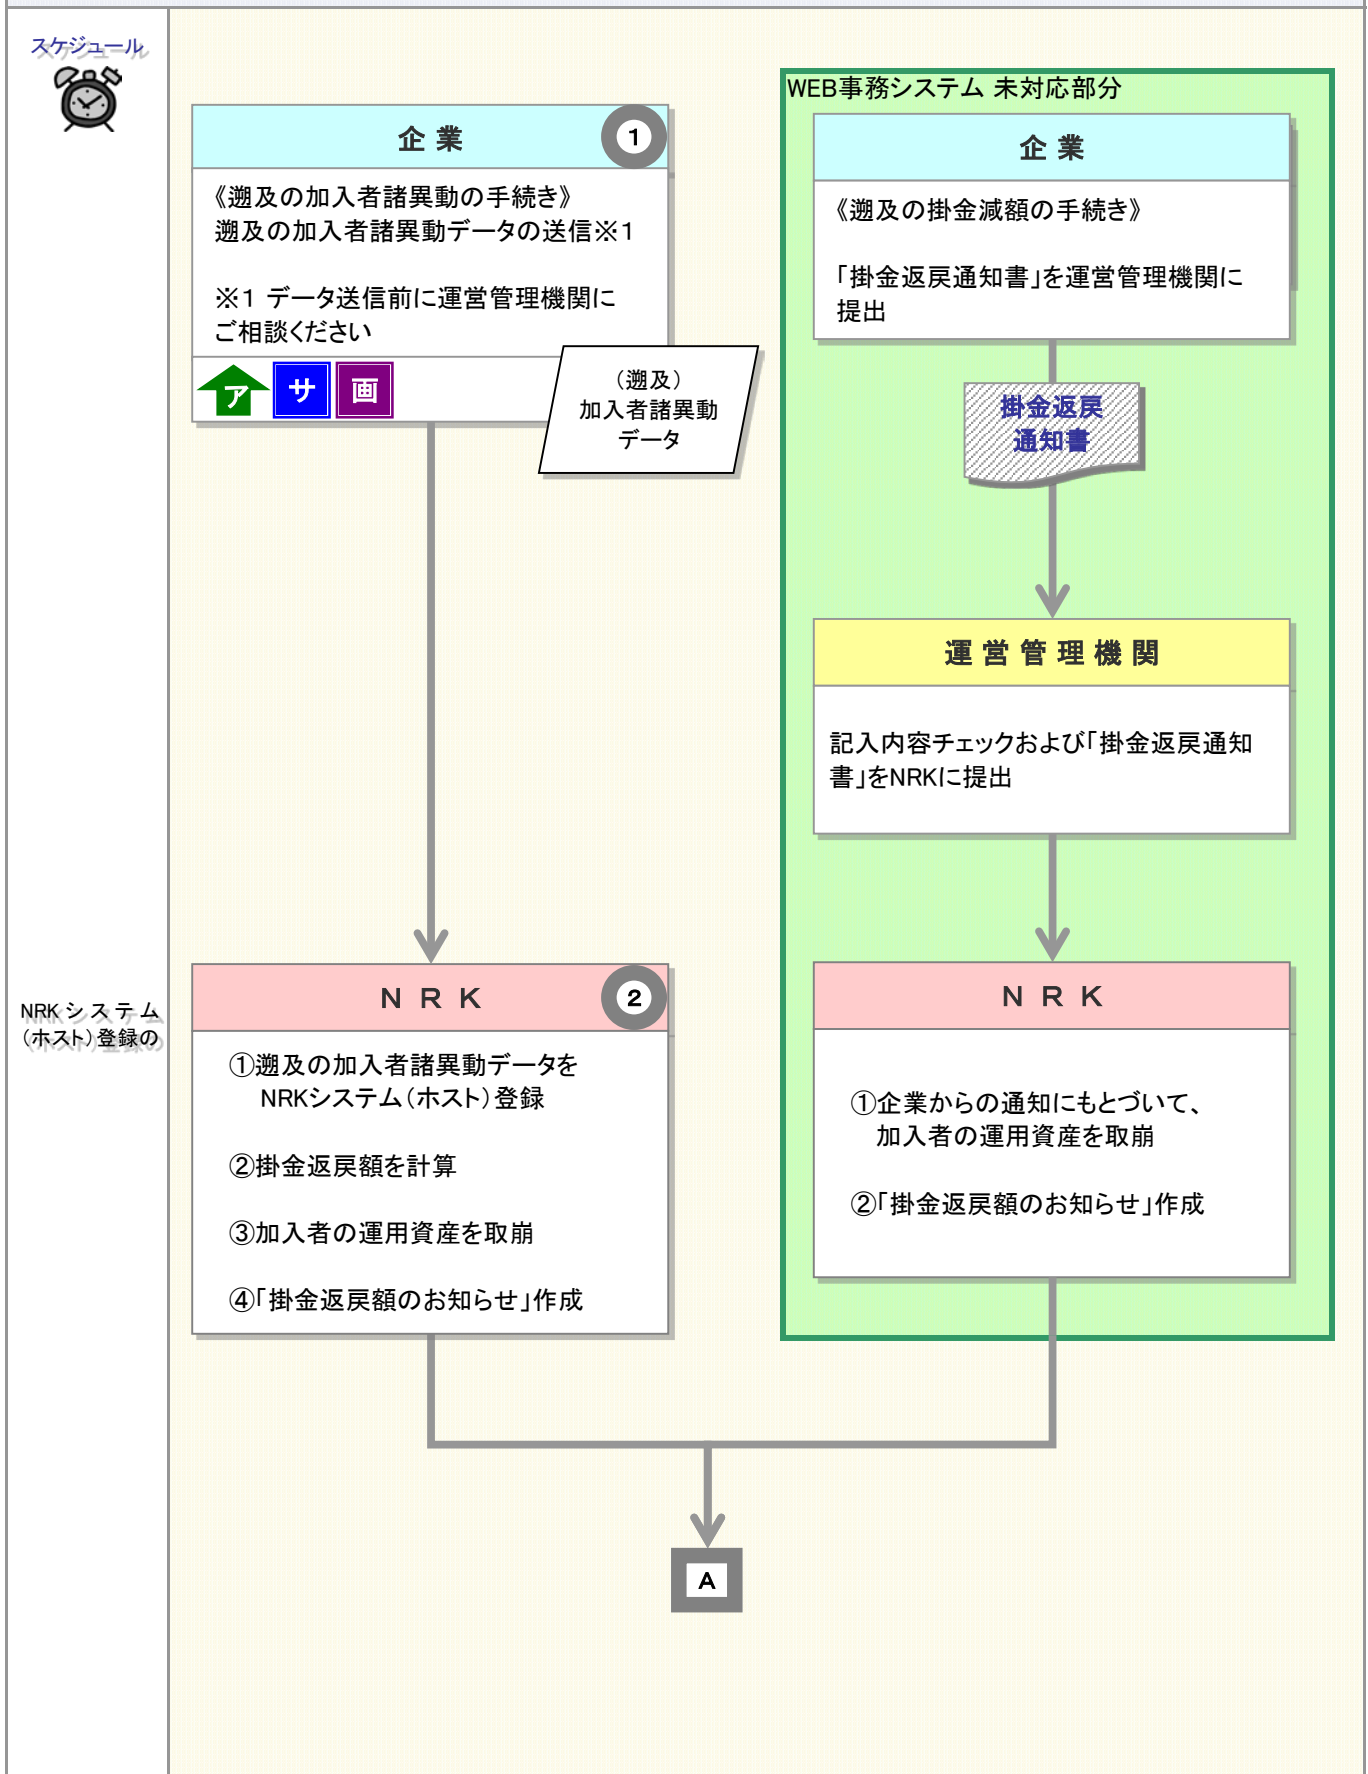 スケジュール
企 業
1
《遡及の加入者諸異動の手続き》
遡及の加入者諸異動データの送信※1
※1 データ送信前に運営管理機関に
ご相談ください
ア
サ
画
（遡及）
加入者諸異動
データ
WEB事務システム 未対応部分
企 業
《遡及の掛金減額の手続き》
「掛金返戻通知書」を運営管理機関に
提出
掛金返戻
通知書
運 営 管 理 機 関
記入内容チェックおよび「掛金返戻通知
書」をNRKに提出
NRKシステム
（ホスト）登録の
N R K
2
①遡及の加入者諸異動データを
NRKシステム（ホスト）登録
②掛金返戻額を計算
③加入者の運用資産を取崩
④「掛金返戻額のお知らせ」作成
N R K
①企業からの通知にもとづいて、
加入者の運用資産を取崩
②「掛金返戻額のお知らせ」作成
A